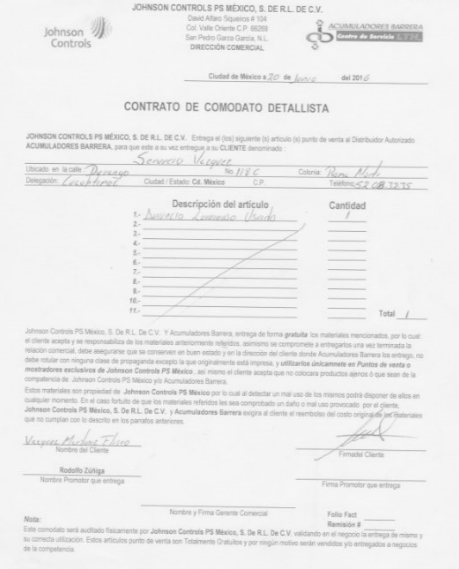 JOHNSON CONTROLS PS MÉXICO, S. DE R.L. DE C.V.
David Alfaro Siqueiros # 104
Col. Valle Oriente C.P. 66269
San Pedro Garza García, N.L.
DIRECCIÓN COMERCIAL
Johnson Controls
ACUMULADORES BARRERA
Centro de Servicio LTH
Ciudad de México a 20 de Junio del 2016
CONTRATO DE COMODATO DETALLISTA
JOHNSON CONTROLS PS MÉXICO, S. DE R.L. DE C.V. Entrega el (los) siguiente (s) artículo (s) punto de venta al Distribuidor Autorizado
ACUMULADORES BARRERA, para que este a su vez entregue a su CLIENTE denominado
Servicio Vazquez
Ubicado en la calle: Durango No. 118 C Colonia: Roma Norte
Delegación: Cuauhtemoc Ciudad / Estado: Cd. México C.P. Teléfono: 52 08 3235
Descripción del artículo Cantidad
1.- Usados 1
2.-
3.-
4.-
5.-
6.-
7.-
8.-
9.-
10.-
11.-
Total 1
Johnson Controls PS México, S. De R.L. De C.V. Y Acumuladores Barrera, entrega de forma gratuita los materiales mencionados, por lo cual
el cliente acepta y se responsabiliza de los materiales anteriormente referidos, asimismo se compromete a entregarlos una vez terminada la
relación comercial, debe asegurarse que se conserven en buen estado y en la dirección del cliente donde Acumuladores Barrera los entrego, no
debe rotular con ninguna clase de propaganda excepto la que originalmente esta impresa, y utilizarlos únicamente en Puntos de venta o
mostradores exclusivos de Johnson Controls PS México, así mismo el cliente acepta que no colocara productos ajenos ó que sean de la
competencia de Johnson Controls PS México y/o Acumuladores Barrera.
Estos materiales son propiedad de Johnson Controls PS México por lo cual al detectar un mal uso de los mismos podrá disponer de ellos en
cualquier momento. En el caso fortuito de que los materiales referidos les sea comprobado un daño o mal uso provocado por el cliente,
Johnson Controls PS México, S. De R.L. De C.V. y Acumuladores Barrera exigira al cliente el reembolso del costo original de los materiales
que no cumplan con lo descrito en los parrafos anteriores.
Vazquez Martinez
Nombre del Cliente Firma del Cliente
Rodolfo Zúñiga
Nombre Promotor que entrega Firma Promotor que entrega
Nombre y Firma Gerente Comercial
Folio Fact
Remisión #
Nota:
Este comodato será auditado físicamente por Johnson Controls PS México, S. De R.L. De C.V. validando en el negocio la entrega de mismo y
su correcta utilización. Estos artículos punto de venta son Totalmente Gratuitos y por ningún motivo serán vendidos y/o entregados a negocios
de la competencia.